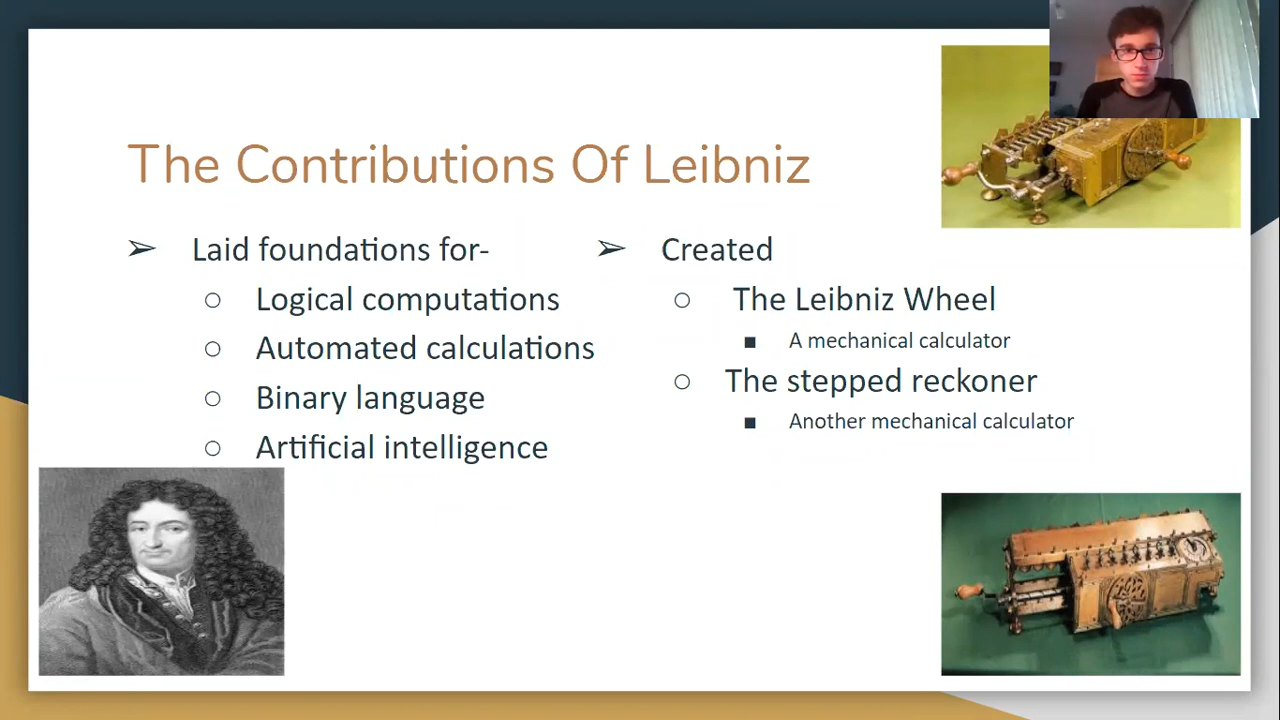 The Contributions Of Leibniz
➢ Laid foundations for-
○ Logical computations
○ Automated calculations
○ Binary language
○ Artificial intelligence
➢ Created
○ The Leibniz Wheel
■ A mechanical calculator
○ The stepped reckoner
■ Another mechanical calculator